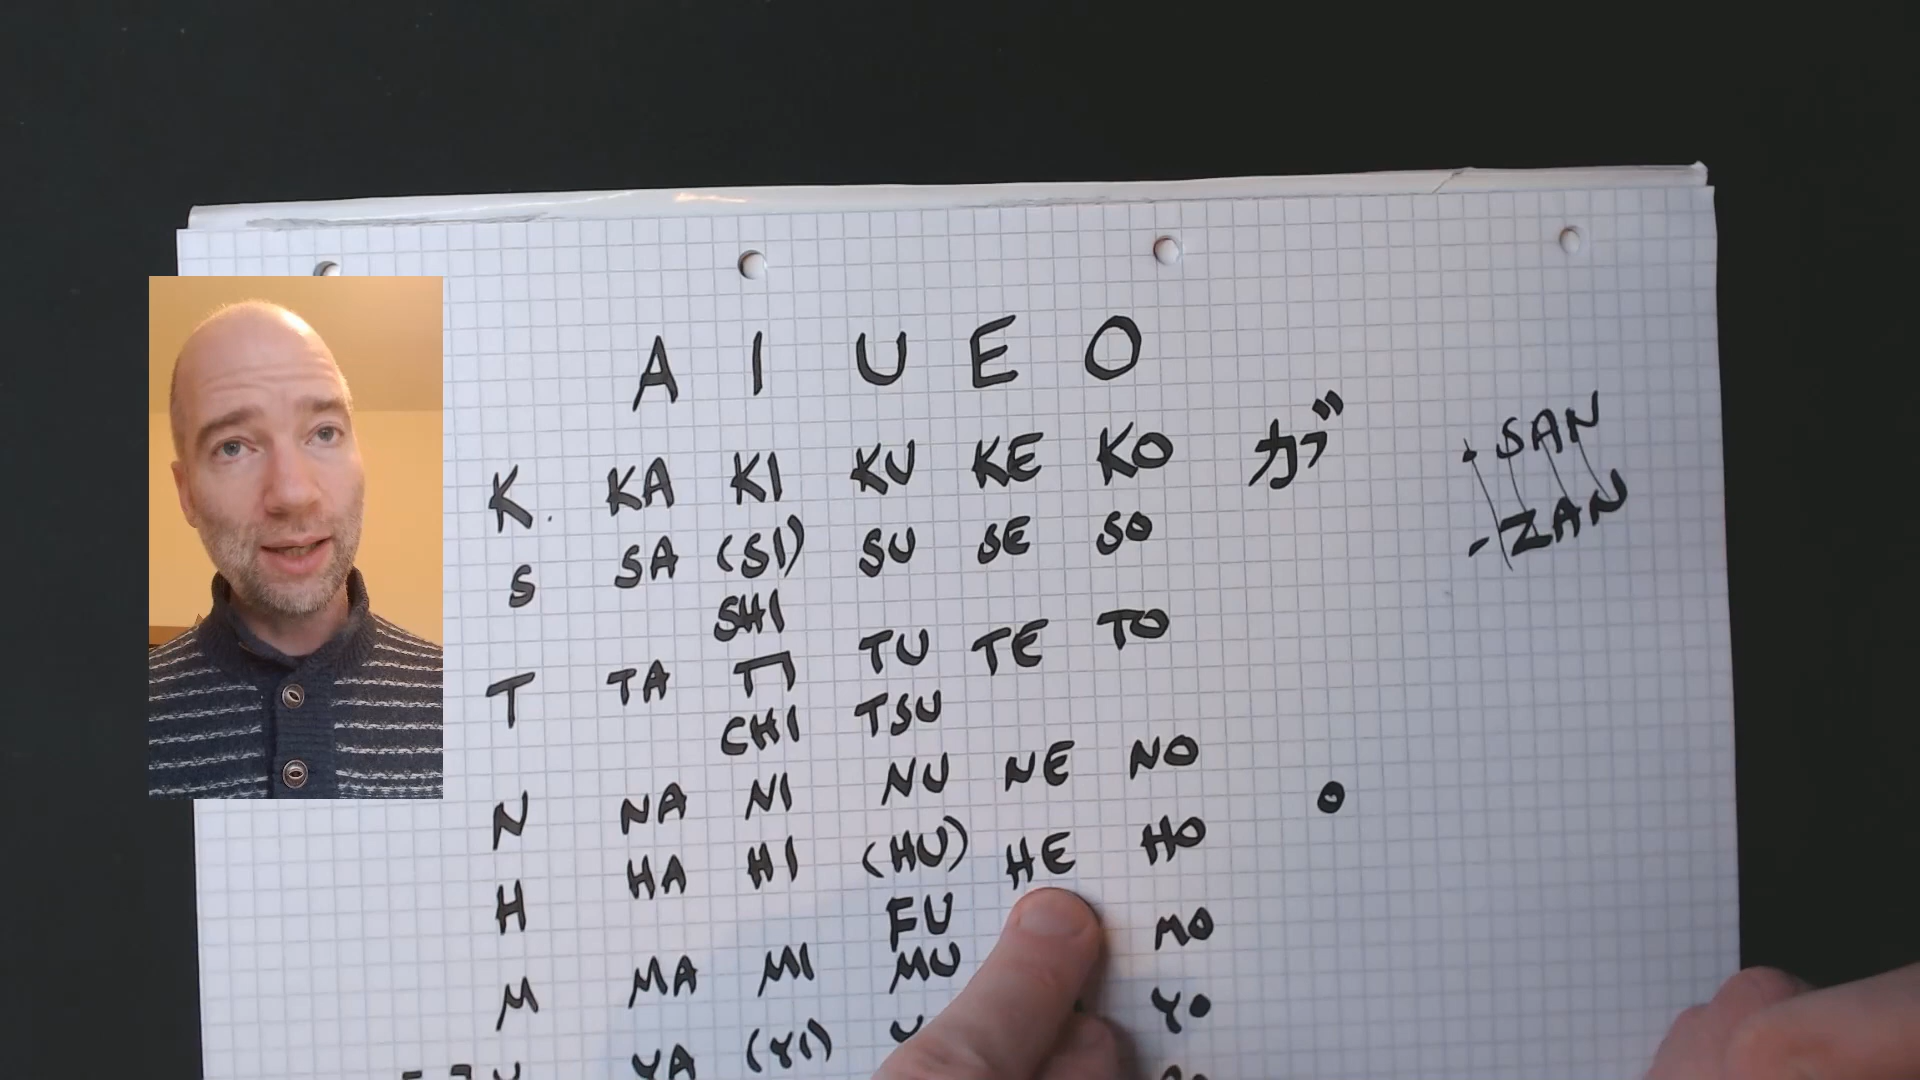 A I U E O
K. KA KI KU KE KO ガ
S SA (SI) SU SE SO
SHI
T TA TI TU TE TO
CHI TSU
N NA NI NU NE NO
H HA HI (HU) HE HO
FU
M MA MI MU MO
YA (YI) YO
• SAN
- ZAN